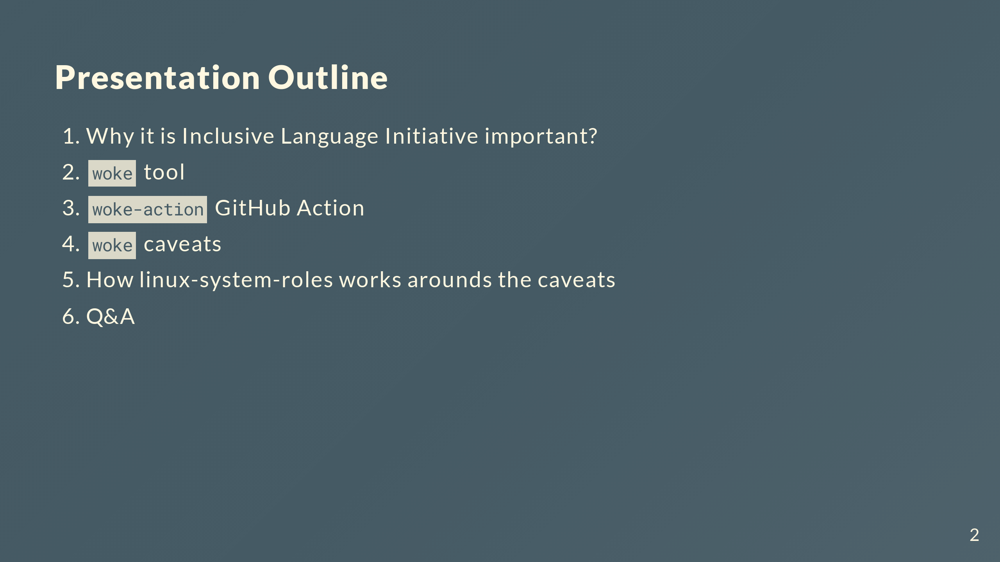 Presentation Outline
1. Why it is Inclusive Language Initiative important?
2. woke tool
3. woke-action GitHub Action
4. woke caveats
5. How linux-system-roles works arounds the caveats
6. Q&A
2